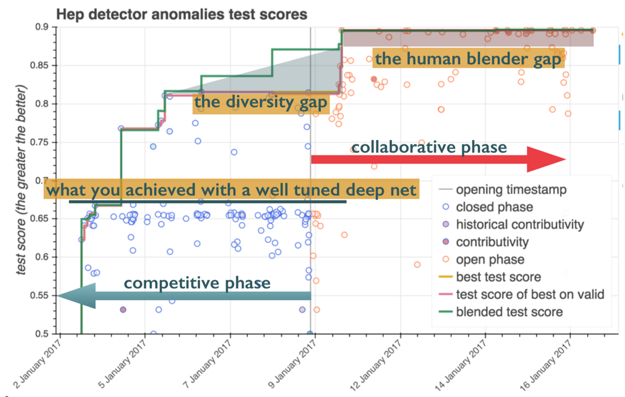 Hep detector anomalies test scores
test score (the greater the better)
0.9
0.85
0.8
0.75
0.7
0.65
0.6
0.55
0.5
the human blender gap
the diversity gap
collaborative phase
what you achieved with a well tuned deep net
competitive phase
opening timestamp
closed phase
historical contributivity
contributivity
open phase
best test score
test score of best on valid
blended test score
2 January 2017
5 January 2017
7 January 2017
9 January 2017
12 January 2017
14 January 2017
16 January 2017